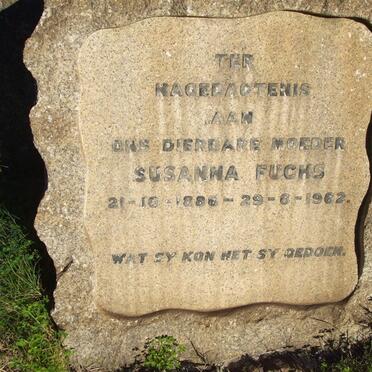 TER
NAGEDAGTENIS
AAN
ONS DIERBARE MOEDER
SUSANNA FUCHS
21-10-1886-29-6-1962.
WAT SY KON HET SY GEDOEN.